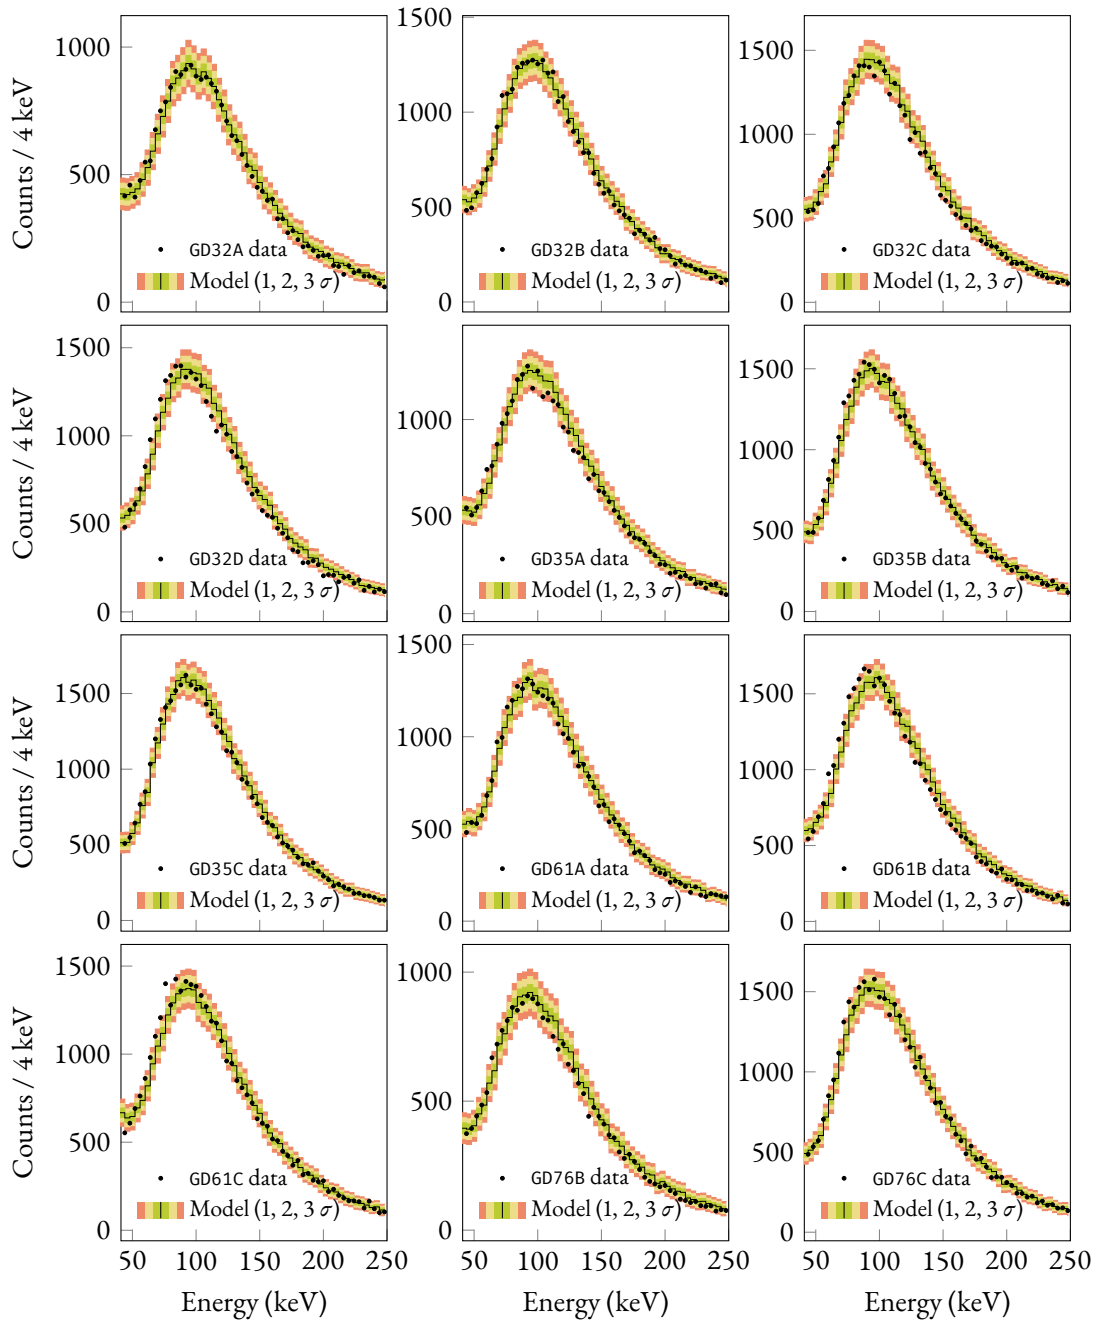 1000
500
0
Counts / 4 keV
GD32A data
Model (1, 2, 3 σ)
1500
1000
500
0
GD32B data
Model (1, 2, 3 σ)
1500
1000
500
0
GD32C data
Model (1, 2, 3 σ)
1500
1000
500
0
Counts / 4 keV
GD32D data
Model (1, 2, 3 σ)
1000
500
0
GD35A data
Model (1, 2, 3 σ)
1500
1000
500
0
GD35B data
Model (1, 2, 3 σ)
1500
1000
500
0
Counts / 4 keV
GD35C data
Model (1, 2, 3 σ)
1500
1000
500
0
GD61A data
Model (1, 2, 3 σ)
1500
1000
500
0
GD61B data
Model (1, 2, 3 σ)
1500
1000
500
0
Counts / 4 keV
GD61C data
Model (1, 2, 3 σ)
50 100 150 200 250
Energy (keV)
1000
500
0
GD76B data
Model (1, 2, 3 σ)
50 100 150 200 250
Energy (keV)
1500
1000
500
0
GD76C data
Model (1, 2, 3 σ)
50 100 150 200 250
Energy (keV)